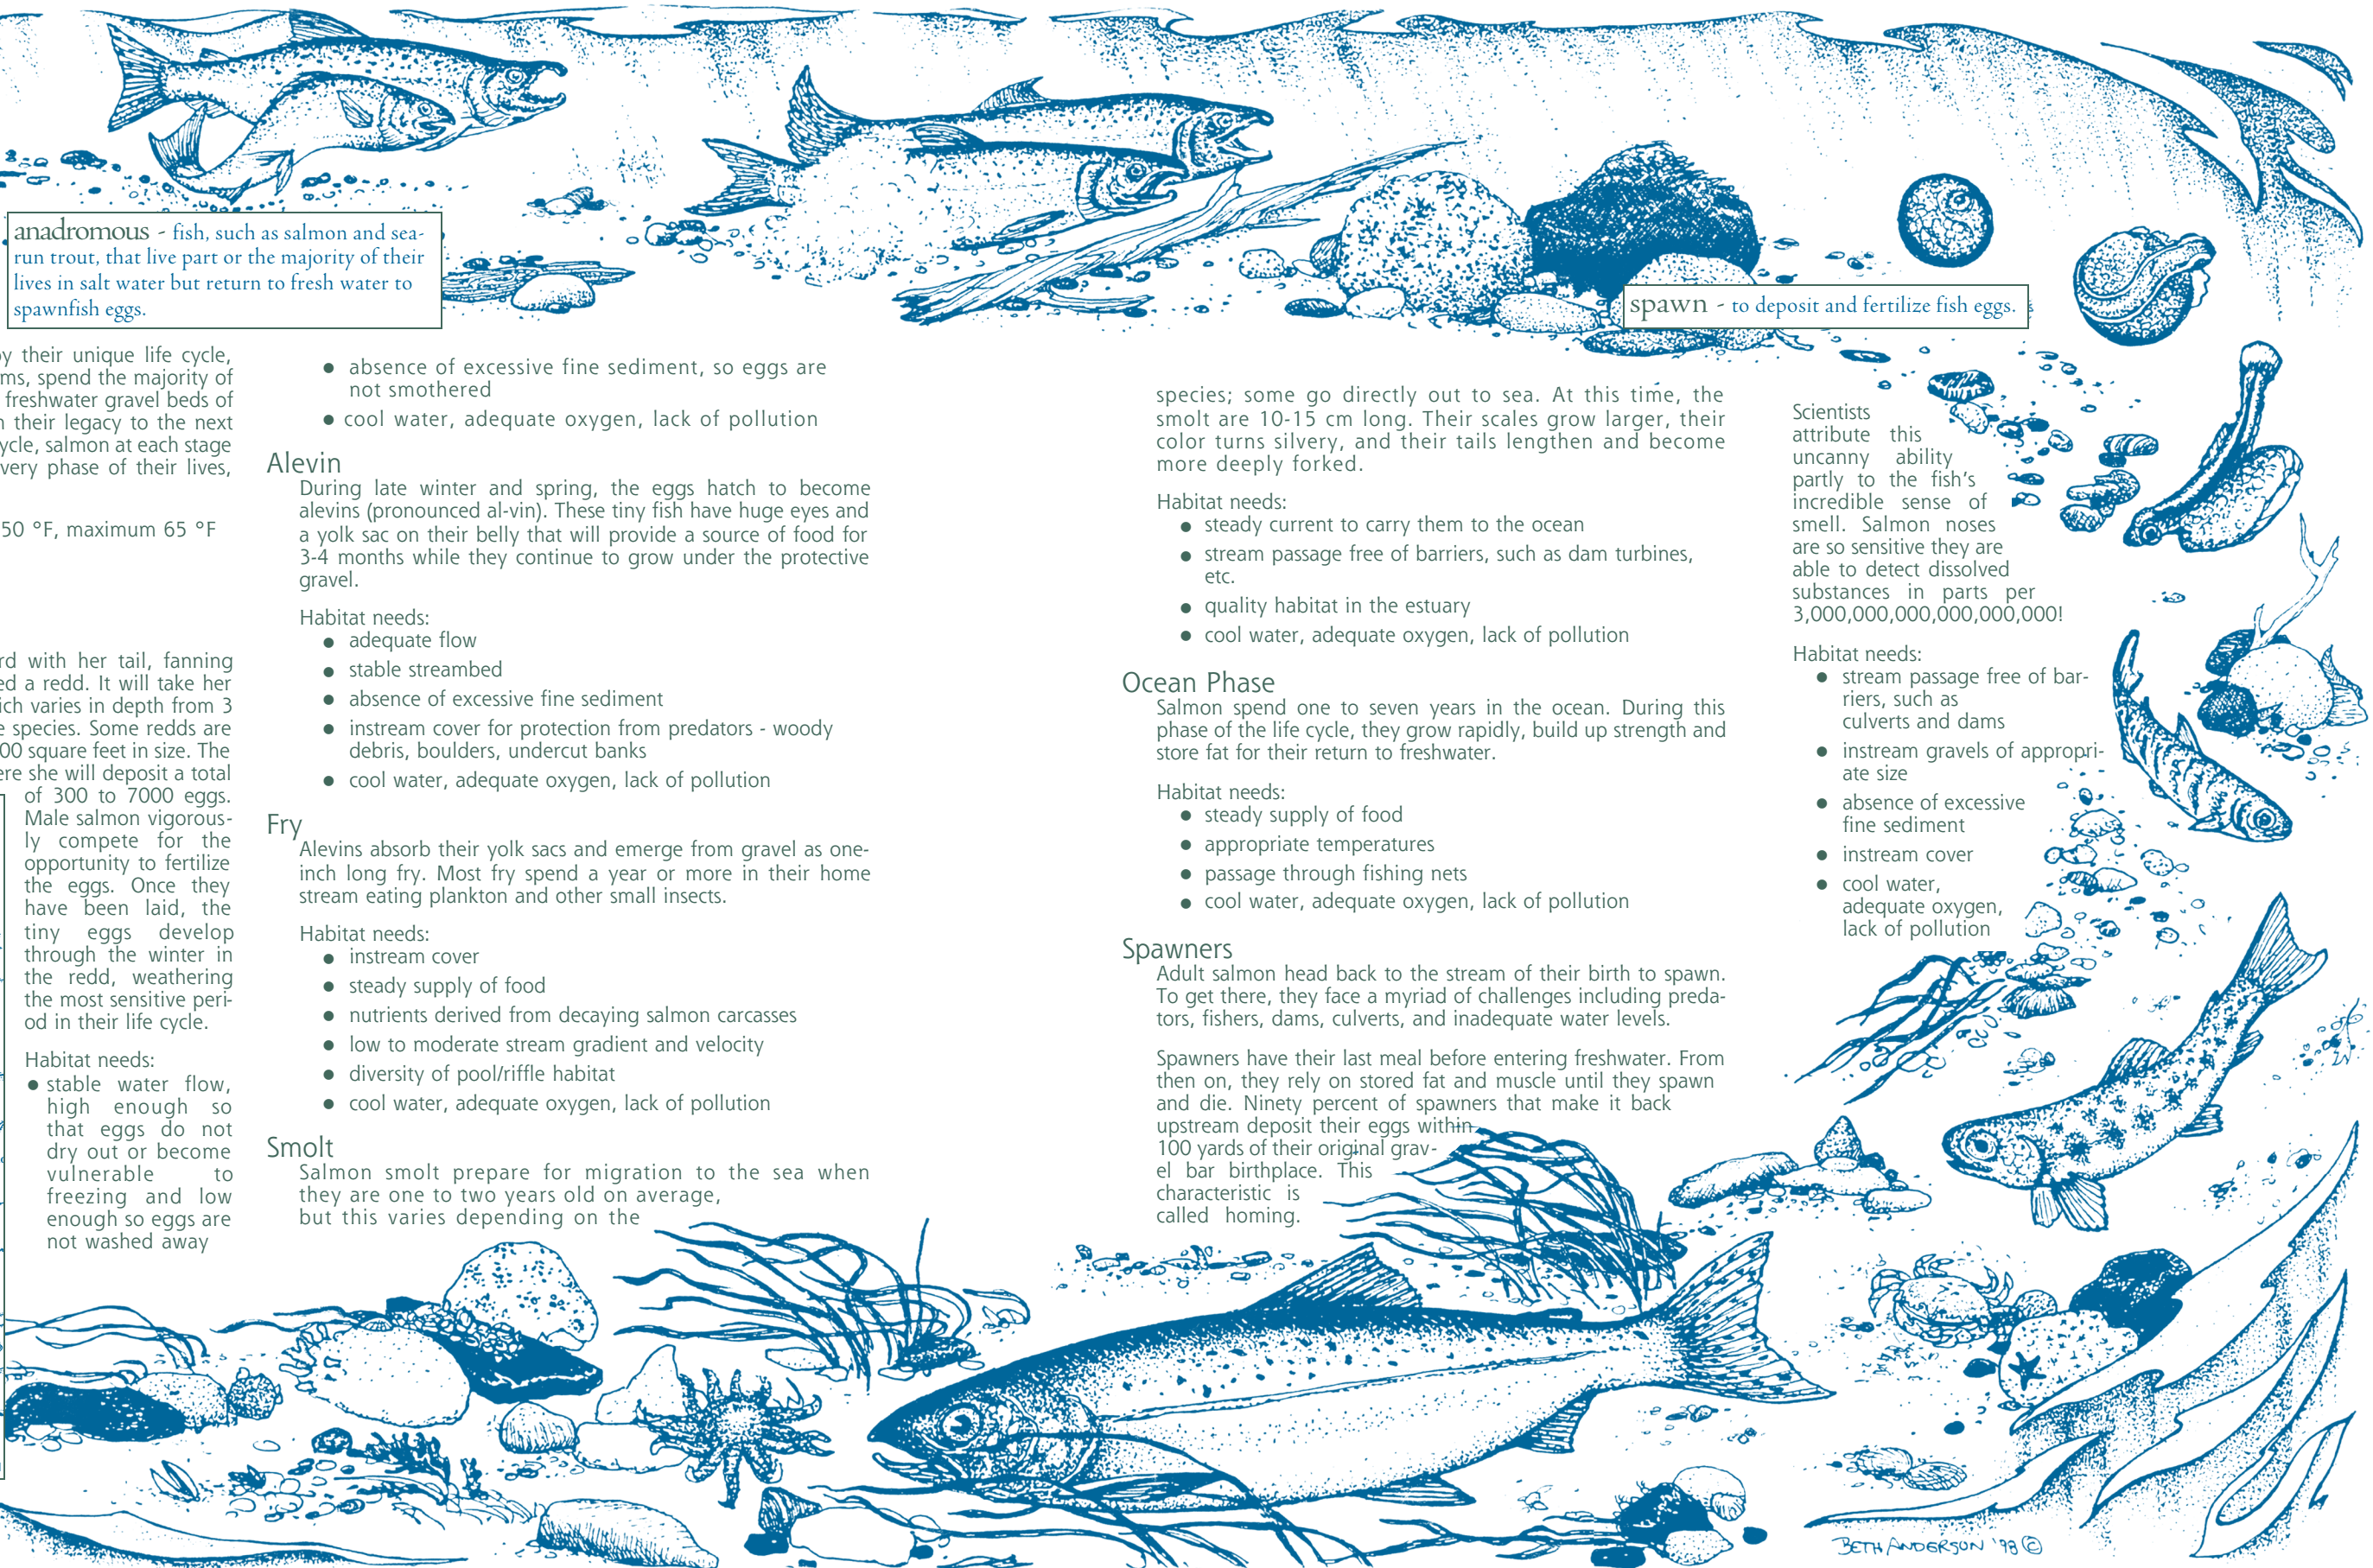 anadromous - fish, such as salmon and sea-
run trout, that live part or the majority of their
lives in salt water but return to fresh water to
spawnfish eggs.
spawn - to deposit and fertilize fish eggs.
their unique life cycle,
spend the majority of
freshwater gravel beds of
their legacy to the next
salmon at each stage
phase of their lives,
50 °F, maximum 65 °F
with her tail, fanning
a redd. It will take her
varies in depth from 3
species. Some redds are
square feet in size. The
she will deposit a total
of 300 to 7000 eggs.
Male salmon vigorous-
ly compete for the
opportunity to fertilize
the eggs. Once they
have been laid, the
tiny eggs develop
through the winter in
the redd, weathering
the most sensitive peri-
od in their life cycle.
Habitat needs:
● stable water flow,
high enough so
that eggs do not
dry out or become
vulnerable to
freezing and low
enough so eggs are
not washed away
● absence of excessive fine sediment, so eggs are
not smothered
● cool water, adequate oxygen, lack of pollution
Alevin
During late winter and spring, the eggs hatch to become
alevins (pronounced al-vin). These tiny fish have huge eyes and
a yolk sac on their belly that will provide a source of food for
3-4 months while they continue to grow under the protective
gravel.
Habitat needs:
● adequate flow
● stable streambed
● absence of excessive fine sediment
● instream cover for protection from predators - woody
debris, boulders, undercut banks
● cool water, adequate oxygen, lack of pollution
Fry
Alevins absorb their yolk sacs and emerge from gravel as one-
inch long fry. Most fry spend a year or more in their home
stream eating plankton and other small insects.
Habitat needs:
● instream cover
● steady supply of food
● nutrients derived from decaying salmon carcasses
● low to moderate stream gradient and velocity
● diversity of pool/riffle habitat
● cool water, adequate oxygen, lack of pollution
Smolt
Salmon smolt prepare for migration to the sea when
they are one to two years old on average,
but this varies depending on the
species; some go directly out to sea. At this time, the
smolt are 10-15 cm long. Their scales grow larger, their
color turns silvery, and their tails lengthen and become
more deeply forked.
Habitat needs:
● steady current to carry them to the ocean
● stream passage free of barriers, such as dam turbines,
etc.
● quality habitat in the estuary
● cool water, adequate oxygen, lack of pollution
Ocean Phase
Salmon spend one to seven years in the ocean. During this
phase of the life cycle, they grow rapidly, build up strength and
store fat for their return to freshwater.
Habitat needs:
● steady supply of food
● appropriate temperatures
● passage through fishing nets
● cool water, adequate oxygen, lack of pollution
Spawners
Adult salmon head back to the stream of their birth to spawn.
To get there, they face a myriad of challenges including preda-
tors, fishers, dams, culverts, and inadequate water levels.
Spawners have their last meal before entering freshwater. From
then on, they rely on stored fat and muscle until they spawn
and die. Ninety percent of spawners that make it back
upstream deposit their eggs within
100 yards of their original grav-
el bar birthplace. This
characteristic is
called homing.
Scientists
attribute this
uncanny ability
partly to the fish's
incredible sense of
smell. Salmon noses
are so sensitive they are
able to detect dissolved
substances in parts per
3,000,000,000,000,000,000!
Habitat needs:
● stream passage free of bar-
riers, such as
culverts and dams
● instream gravels of appropri-
ate size
● absence of excessive
fine sediment
● instream cover
● cool water,
adequate oxygen,
lack of pollution
BETH ANDERSON '98 ©